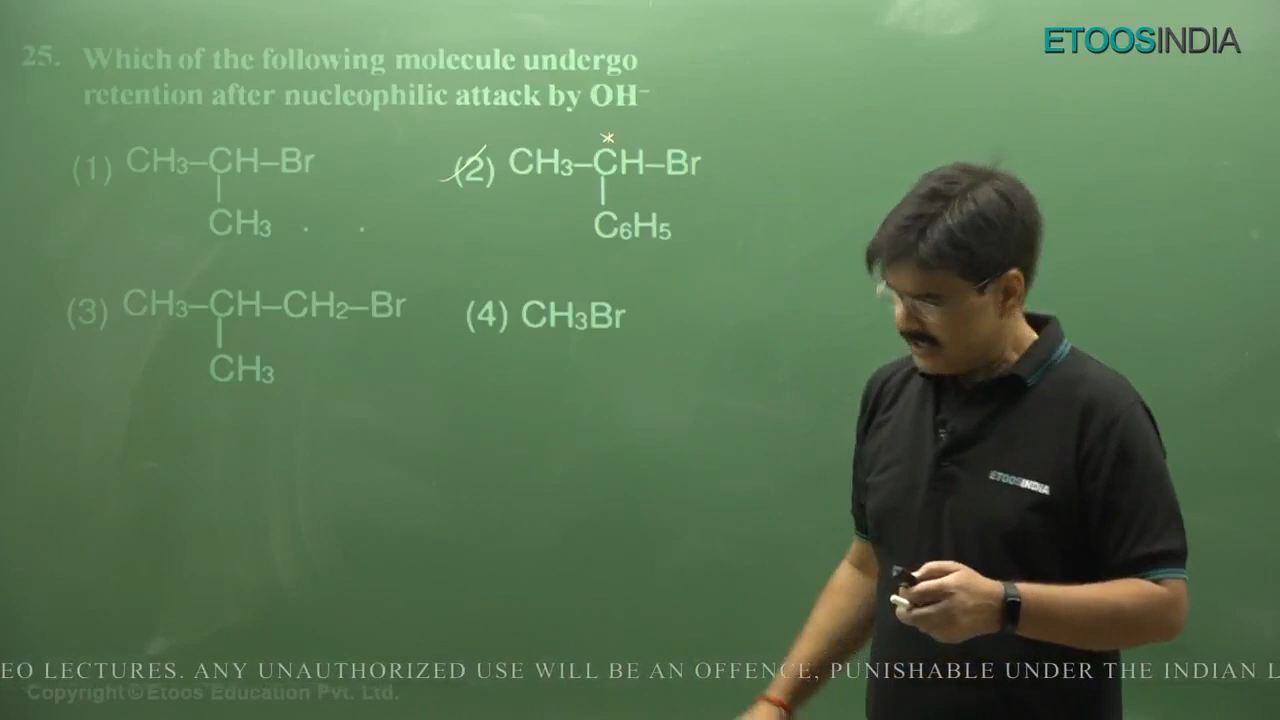 ETOOSINDIA
25. Which of the following molecule undergo
retention after nucleophilic attack by OH⁻
(1) CH₃–CH–Br
CH₃
(2) CH₃–CH–Br
*
C₆H₅
(3) CH₃–CH–CH₂–Br
CH₃
(4) CH₃Br
ETOOSINDIA
EO LECTURES. ANY UNAUTHORIZED USE WILL BE AN OFFENCE, PUNISHABLE UNDER THE INDIAN
Copyright © Etoos Education Pvt. Ltd.